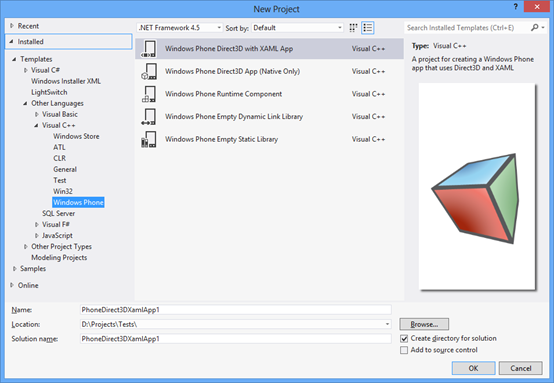 New Project
Recent
Installed
.NET Framework 4.5 Sort by: Default
Search Installed Templates (Ctrl+E)
Templates
Visual C#
Windows Installer XML
LightSwitch
Other Languages
Visual Basic
Visual C++
Windows Store
ATL
CLR
General
Test
Win32
Windows Phone
SQL Server
Visual F#
JavaScript
Other Project Types
Modeling Projects
Samples
Online
Windows Phone Direct3D with XAML App Visual C++
Windows Phone Direct3D App (Native Only) Visual C++
Windows Phone Runtime Component Visual C++
Windows Phone Empty Dynamic Link Library Visual C++
Windows Phone Empty Static Library Visual C++
Type: Visual C++
A project for creating a Windows Phone
app that uses Direct3D and XAML
Name: PhoneDirect3DXamlApp1
Location: D:\Projects\Tests\
Browse...
Solution name: PhoneDirect3DXamlApp1
Create directory for solution
Add to source control
OK Cancel